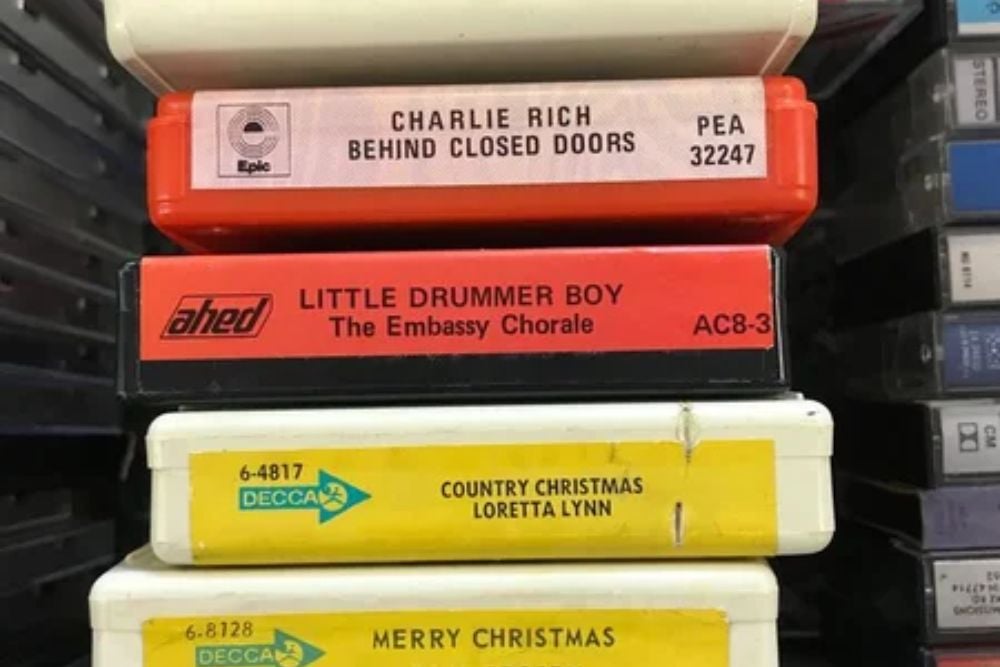 Epic
CHARLIE RICH
BEHIND CLOSED DOORS
PEA
32247
ahed
LITTLE DRUMMER BOY
The Embassy Chorale
AC8-3
6-4817
DECCA
COUNTRY CHRISTMAS
LORETTA LYNN
6-8128
DECCA
MERRY CHRISTMAS
STEREO
CM